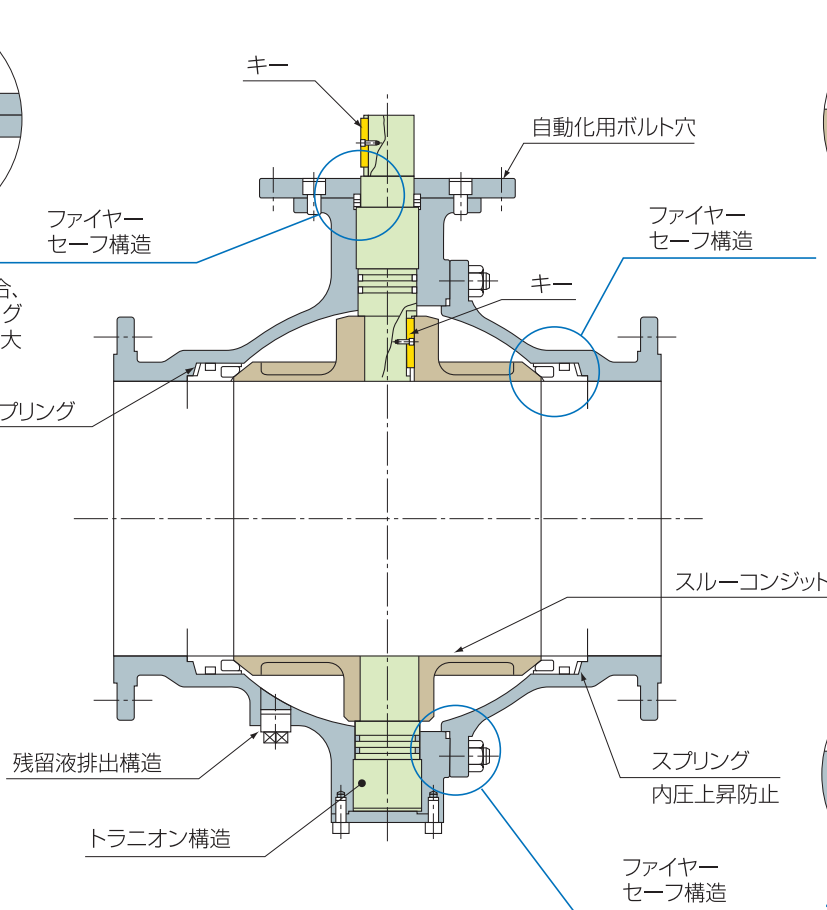 キー
自動化用ボルト穴
ファイヤー
セーフ構造
ファイヤー
セーフ構造
合、
グ
大
キー
プリング
スルーコンジット
残留液排出構造
スプリング
内圧上昇防止
トラニオン構造
ファイヤー
セーフ構造